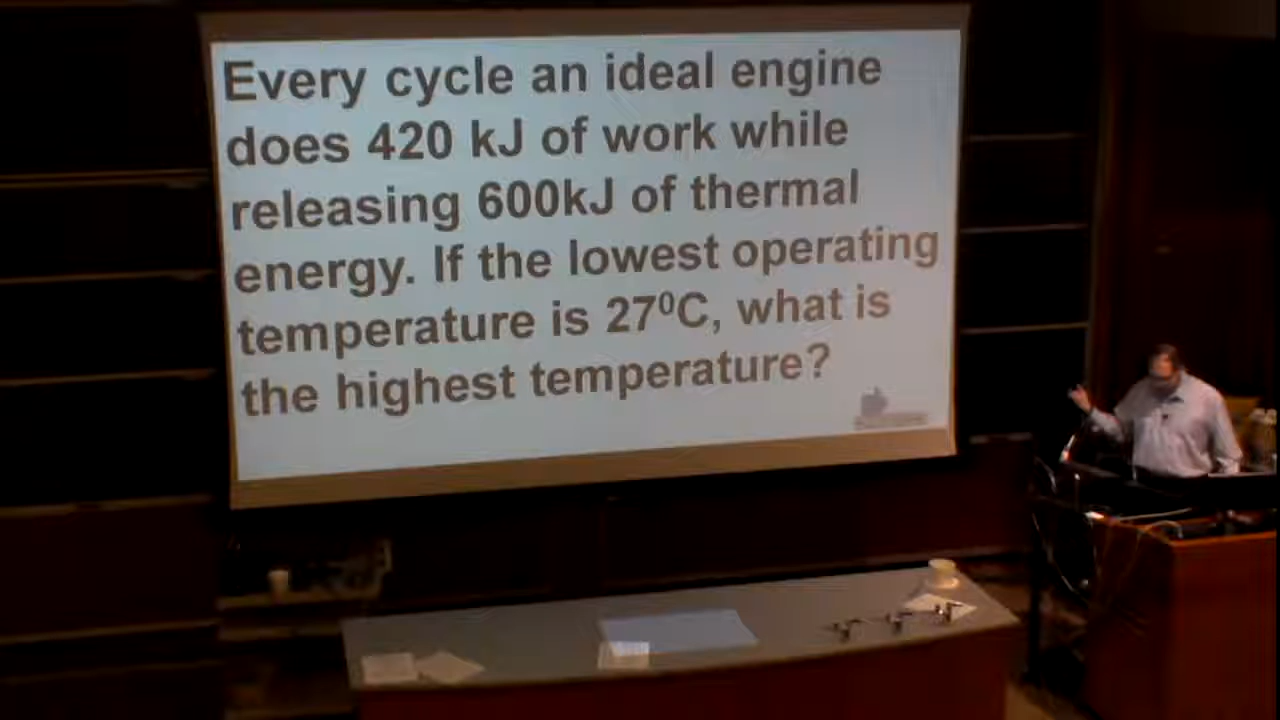 Every cycle an ideal engine
does 420 kJ of work while
releasing 600kJ of thermal
energy. If the lowest operating
temperature is 27⁰C, what is
the highest temperature?